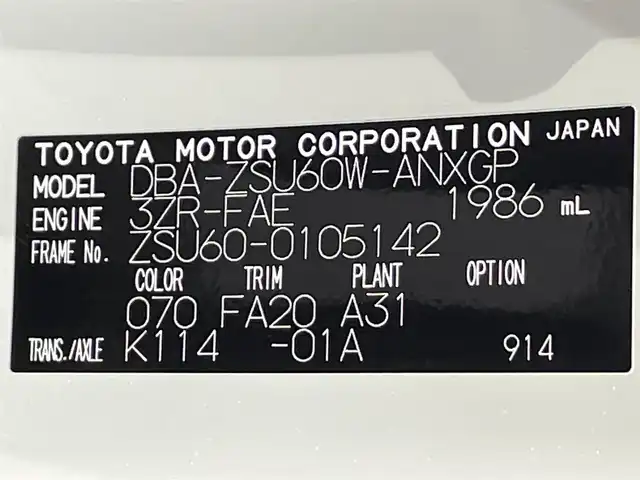 TOYOTA MOTOR CORPORATION JAPAN
MODEL DBA-ZSU60W-ANXGP
ENGINE 3ZR-FAE 1986 mL
FRAME No. ZSU60-0105142
COLOR TRIM PLANT OPTION
070 FA20 A31
TRANS./AXLE K114 -01A 914